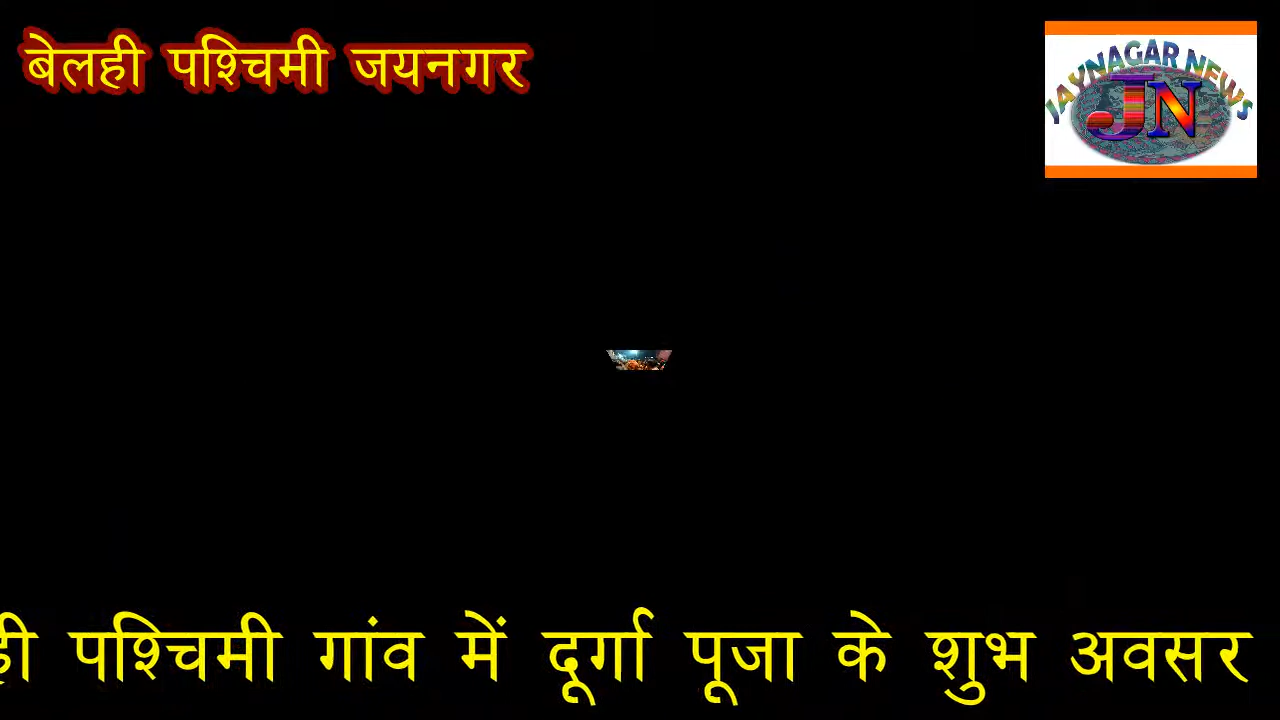 बेलही पश्चिमी जयनगर
JAYNAGAR NEWS
JN
ही पश्चिमी गांव में दूर्गा पूजा के शुभ अवसर